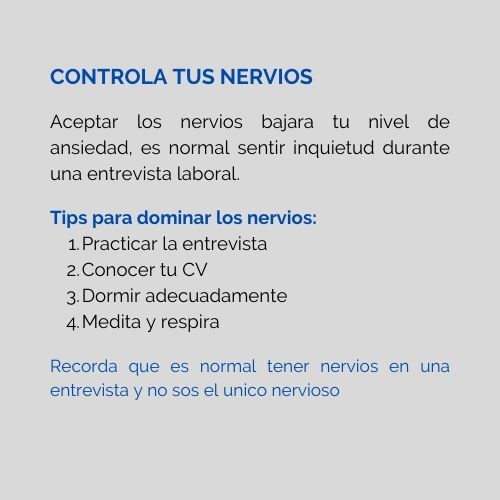 CONTROLA TUS NERVIOS
Aceptar los nervios bajara tu nivel de
ansiedad, es normal sentir inquietud durante
una entrevista laboral.
Tips para dominar los nervios:
1. Practicar la entrevista
2. Conocer tu CV
3. Dormir adecuadamente
4. Medita y respira
Recorda que es normal tener nervios en una
entrevista y no sos el unico nervioso